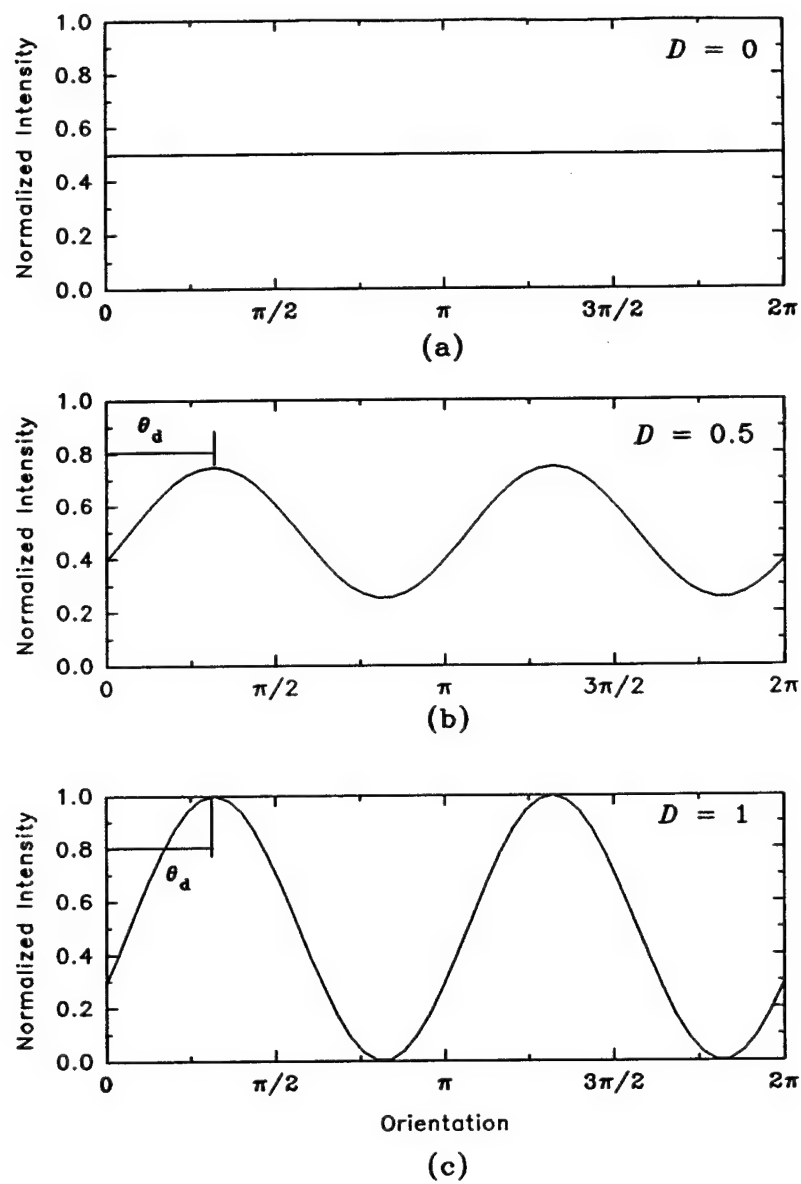 1.0
D = 0
0.8
0.6
0.4
0.2
0.0
Normalized Intensity
0 π/2 π 3π/2 2π
(a)
1.0
θd
D = 0.5
0.8
0.6
0.4
0.2
0.0
Normalized Intensity
0 π/2 π 3π/2 2π
(b)
1.0
D = 1
0.8
θd
0.6
0.4
0.2
0.0
Normalized Intensity
0 π/2 π 3π/2 2π
Orientation
(c)